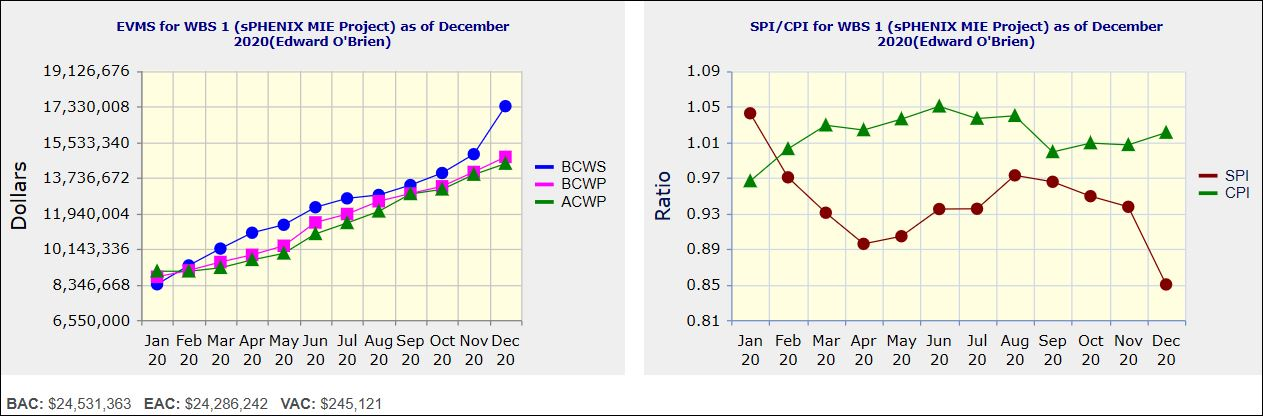 EVMS for WBS 1 (sPHENIX MIE Project) as of December
2020(Edward O'Brien)
19,126,676
17,330,008
15,533,340
13,736,672
11,940,004
10,143,336
8,346,668
6,550,000
Dollars
Jan Feb Mar Apr May Jun Jul Aug Sep Oct Nov Dec
20 20 20 20 20 20 20 20 20 20 20 20
BCWS
BCWP
ACWP
SPI/CPI for WBS 1 (sPHENIX MIE Project) as of December
2020(Edward O'Brien)
1.09
1.05
1.01
0.97
0.93
0.89
0.85
0.81
Ratio
Jan Feb Mar Apr May Jun Jul Aug Sep Oct Nov Dec
20 20 20 20 20 20 20 20 20 20 20 20
SPI
CPI
BAC: $24,531,363 EAC: $24,286,242 VAC: $245,121